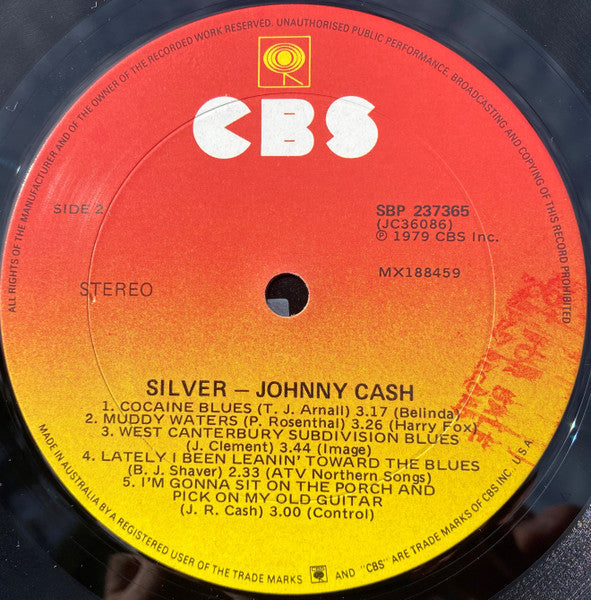 ALL RIGHTS OF THE MANUFACTURER AND OF THE OWNER OF THE RECORDED WORK RESERVED. UNAUTHORISED PUBLIC PERFORMANCE, BROADCASTING AND COPYING OF THIS RECORD PROHIBITED
CBS
SIDE 2
SBP 237365
(JC36086)
℗ 1979 CBS Inc.
MX188459
STEREO
NOT FOR SALE
SILVER – JOHNNY CASH
1. COCAINE BLUES (T. J. Arnall) 3.17 (Belinda)
2. MUDDY WATERS (P. Rosenthal) 3.26 (Harry Fox)
3. WEST CANTERBURY SUBDIVISION BLUES
(J. Clement) 3.44 (Image)
4. LATELY I BEEN LEANIN' TOWARD THE BLUES
(B. J. Shaver) 2.33 (ATV Northern Songs)
5. I'M GONNA SIT ON THE PORCH AND
PICK ON MY OLD GUITAR
(J. R. Cash) 3.00 (Control)
MADE IN AUSTRALIA BY A REGISTERED USER OF THE TRADE MARKS AND "CBS" ARE TRADE MARKS OF CBS INC. U.S.A.